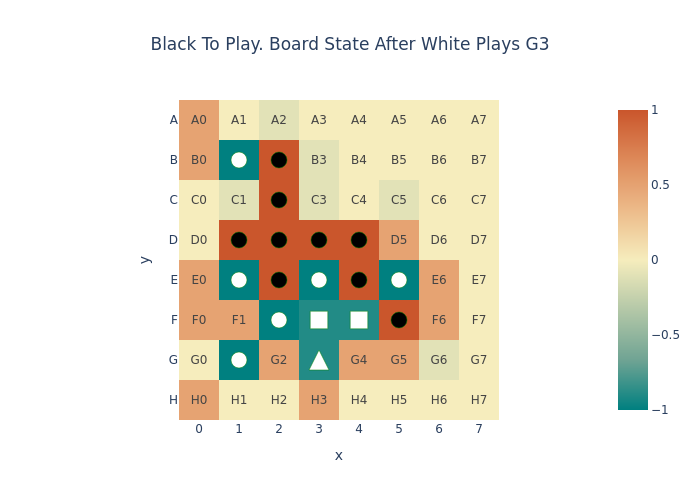 Black To Play. Board State After White Plays G3
A A0 A1 A2 A3 A4 A5 A6 A7
B B0 B3 B4 B5 B6 B7
C C0 C1 C3 C4 C5 C6 C7
D D0 D5 D6 D7
E E0 E6 E7
F F0 F1 F6 F7
G G0 G2 G4 G5 G6 G7
H H0 H1 H2 H3 H4 H5 H6 H7
0 1 2 3 4 5 6 7
x
y
1
0.5
0
−0.5
−1